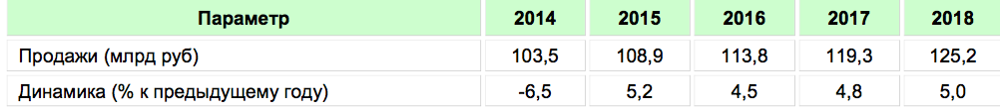 Параметр 2014 2015 2016 2017 2018
Продажи (млрд руб) 103,5 108,9 113,8 119,3 125,2
Динамика (% к предыдущему году) -6,5 5,2 4,5 4,8 5,0